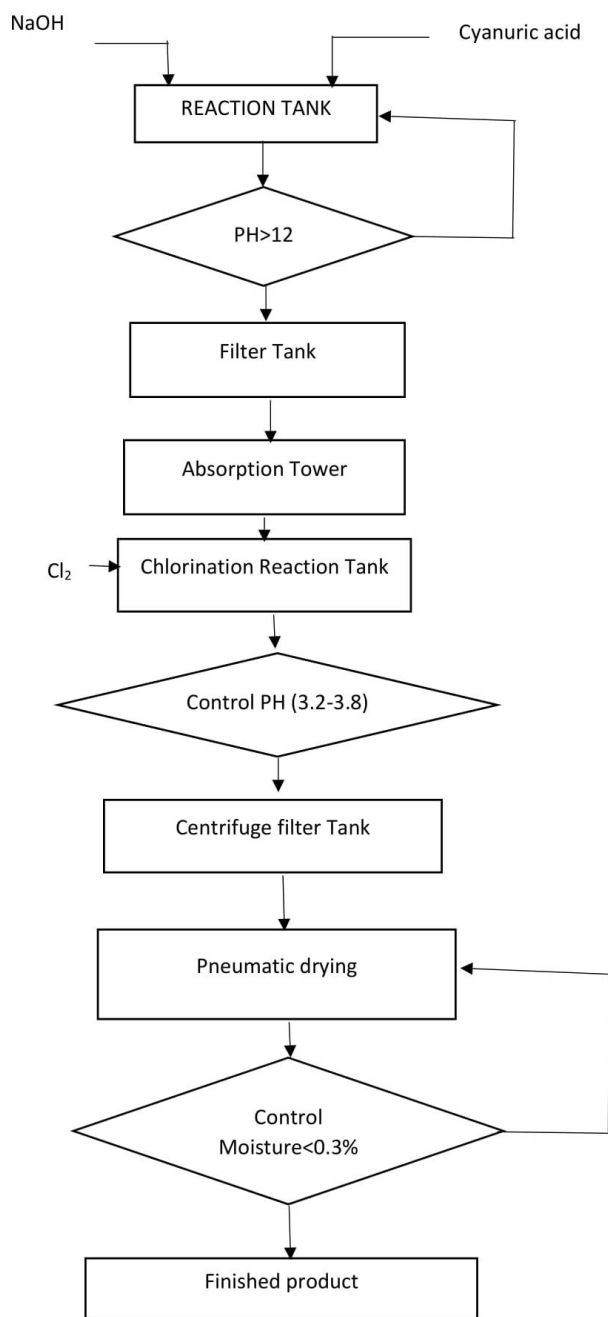 NaOH
Cyanuric acid
REACTION TANK
PH>12
Filter Tank
Absorption Tower
Cl₂
Chlorination Reaction Tank
Control PH (3.2-3.8)
Centrifuge filter Tank
Pneumatic drying
Control
Moisture<0.3%
Finished product